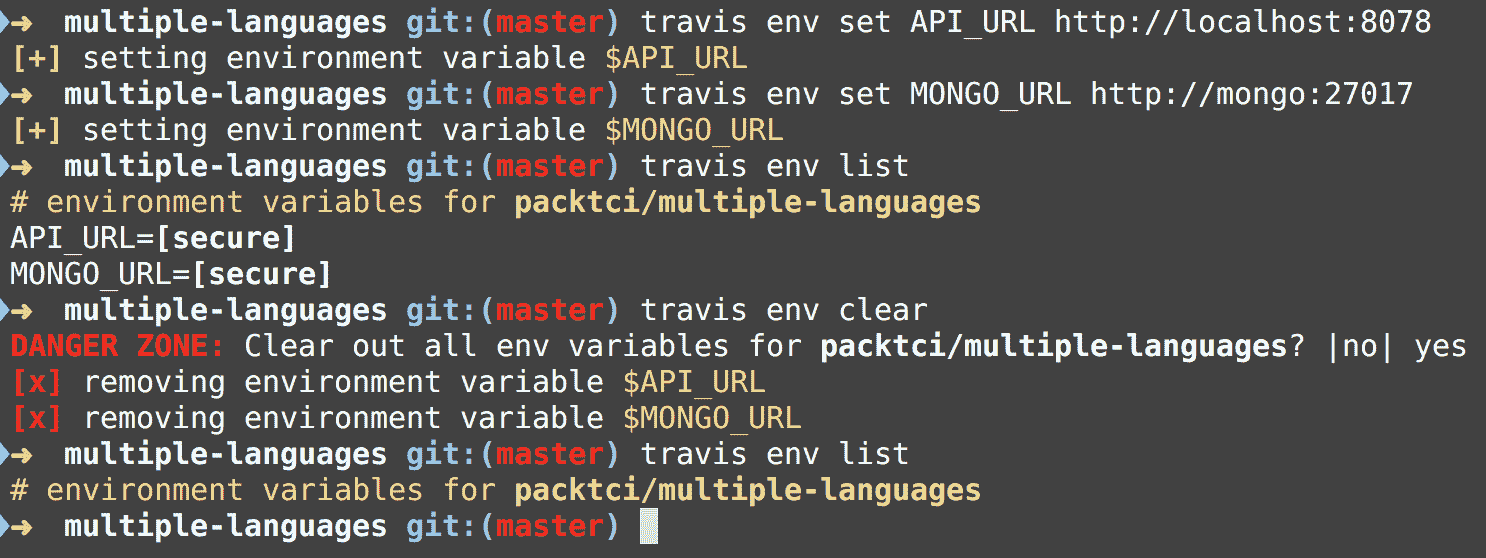 ➜ multiple-languages git:(master) travis env set API_URL http://localhost:8078
[+] setting environment variable $API_URL
➜ multiple-languages git:(master) travis env set MONGO_URL http://mongo:27017
[+] setting environment variable $MONGO_URL
➜ multiple-languages git:(master) travis env list
# environment variables for packtci/multiple-languages
API_URL=[secure]
MONGO_URL=[secure]
➜ multiple-languages git:(master) travis env clear
DANGER ZONE: Clear out all env variables for packtci/multiple-languages? |no| yes
[x] removing environment variable $API_URL
[x] removing environment variable $MONGO_URL
➜ multiple-languages git:(master) travis env list
# environment variables for packtci/multiple-languages
➜ multiple-languages git:(master)